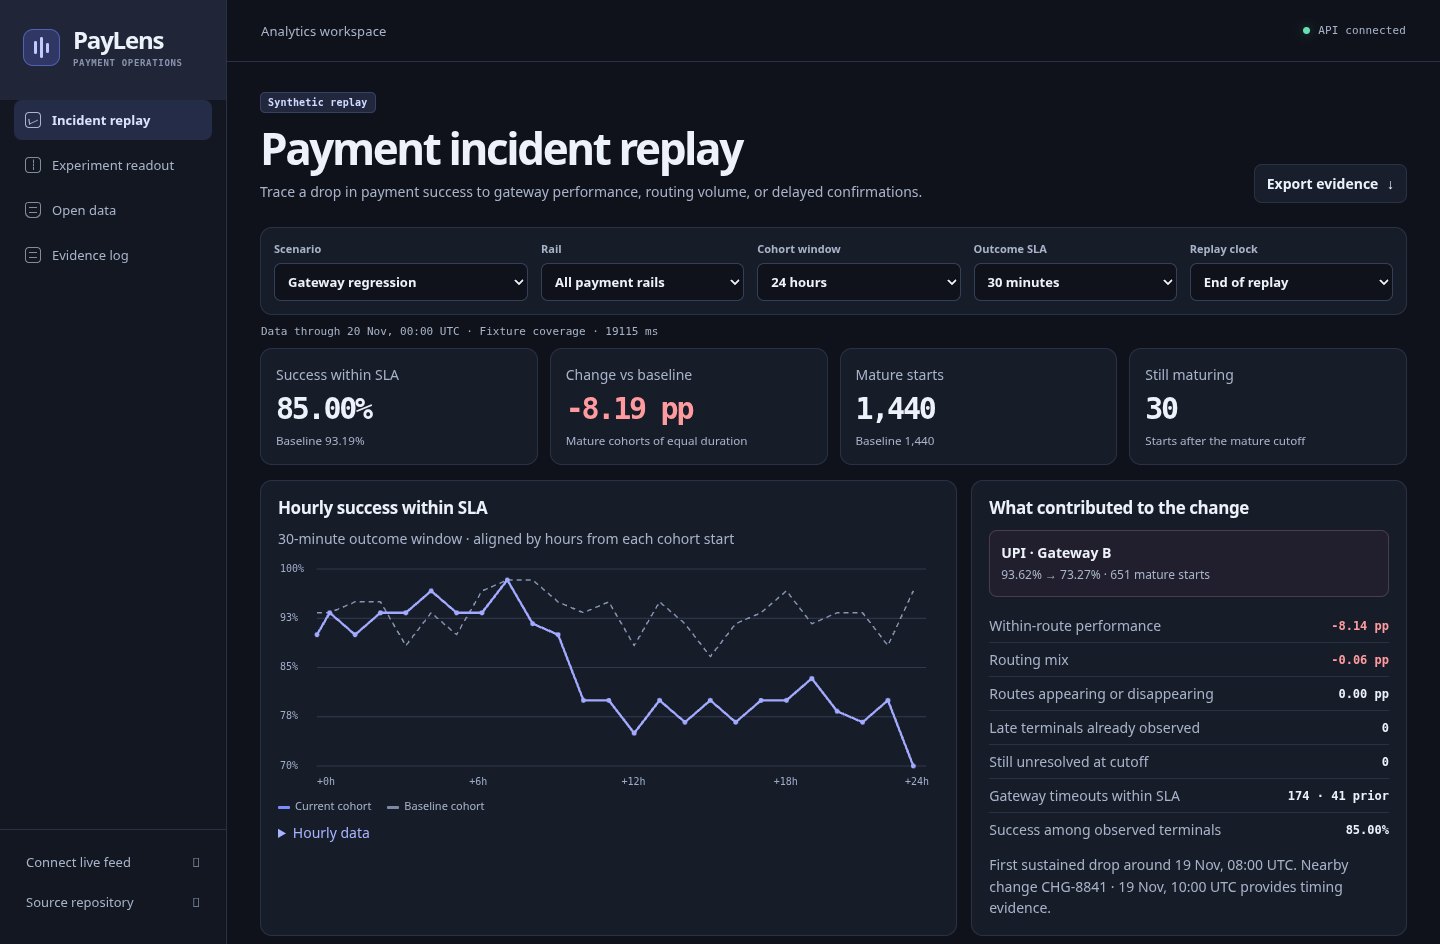 PayLens
PAYMENT OPERATIONS
Incident replay
Experiment readout
Open data
Evidence log
Connect live feed
Source repository
Analytics workspace
API connected
Synthetic replay
Payment incident replay
Trace a drop in payment success to gateway performance, routing volume, or delayed confirmations.
Export evidence ↓
Scenario
Gateway regression
Rail
All payment rails
Cohort window
24 hours
Outcome SLA
30 minutes
Replay clock
End of replay
Data through 20 Nov, 00:00 UTC · Fixture coverage · 19115 ms
Success within SLA
85.00%
Baseline 93.19%
Change vs baseline
-8.19 pp
Mature cohorts of equal duration
Mature starts
1,440
Baseline 1,440
Still maturing
30
Starts after the mature cutoff
Hourly success within SLA
30-minute outcome window · aligned by hours from each cohort start
100%
93%
85%
78%
70%
+0h +6h +12h +18h +24h
Current cohort Baseline cohort
▶ Hourly data
What contributed to the change
UPI · Gateway B
93.62% → 73.27% · 651 mature starts
Within-route performance -8.14 pp
Routing mix -0.06 pp
Routes appearing or disappearing 0.00 pp
Late terminals already observed 0
Still unresolved at cutoff 0
Gateway timeouts within SLA 174 · 41 prior
Success among observed terminals 85.00%
First sustained drop around 19 Nov, 08:00 UTC. Nearby
change CHG-8841 · 19 Nov, 10:00 UTC provides timing
evidence.